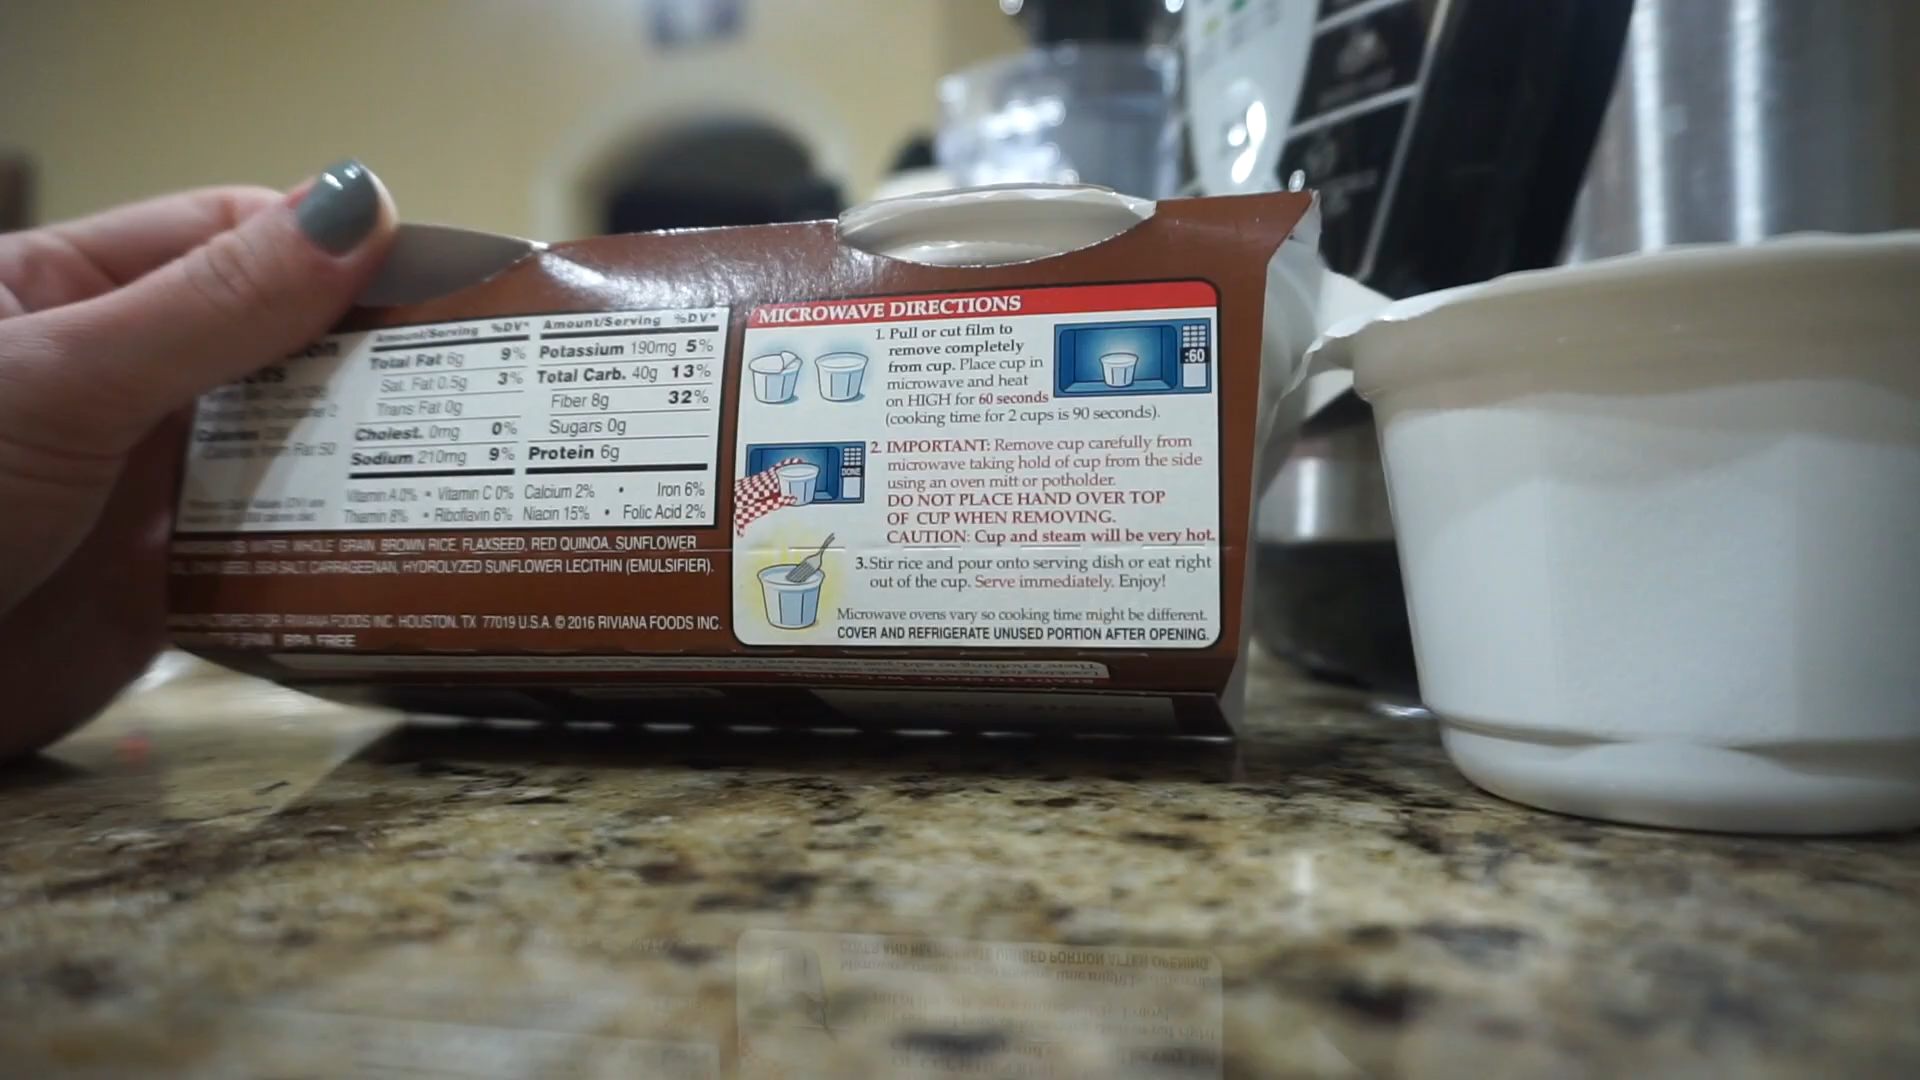 Amount/Serving %DV*
Total Fat 6g 9%
Sat. Fat 0.5g 3%
Trans Fat 0g
Cholest. 0mg 0%
Sodium 210mg 9%
Amount/Serving %DV*
Potassium 190mg 5%
Total Carb. 40g 13%
Fiber 8g 32%
Sugars 0g
Protein 6g
Vitamin A 0% • Vitamin C 0% Calcium 2% • Iron 6%
Thiamin 8% • Riboflavin 6% Niacin 15% • Folic Acid 2%
WATER, WHOLE GRAIN BROWN RICE, FLAXSEED, RED QUINOA, SUNFLOWER
SEA SALT, CARRAGEENAN, HYDROLYZED SUNFLOWER LECITHIN (EMULSIFIER).
FOR: RIVIANA FOODS INC. HOUSTON, TX 77019 U.S.A. © 2016 RIVIANA FOODS INC.
BPA FREE
MICROWAVE DIRECTIONS
1. Pull or cut film to
remove completely
from cup. Place cup in
microwave and heat
on HIGH for 60 seconds
(cooking time for 2 cups is 90 seconds).
:60
2. IMPORTANT: Remove cup carefully from
microwave taking hold of cup from the side
using an oven mitt or potholder.
DO NOT PLACE HAND OVER TOP
OF CUP WHEN REMOVING.
CAUTION: Cup and steam will be very hot.
DONE
3. Stir rice and pour onto serving dish or eat right
out of the cup. Serve immediately. Enjoy!
Microwave ovens vary so cooking time might be different.
COVER AND REFRIGERATE UNUSED PORTION AFTER OPENING.